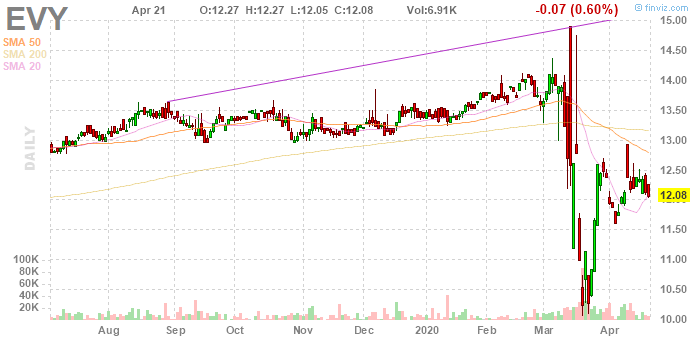 EVY Apr 21 O:12.27 H:12.27 L:12.05 C:12.08 Vol:6.91K -0.07 (0.60%) © finviz.com
SMA 50
SMA 200
SMA 20
DAILY
15.00
14.50
14.00
13.50
13.00
12.50
12.08
11.50
11.00
10.50
10.00
100K
80K
60K
40K
20K
Aug Sep Oct Nov Dec 2020 Feb Mar Apr